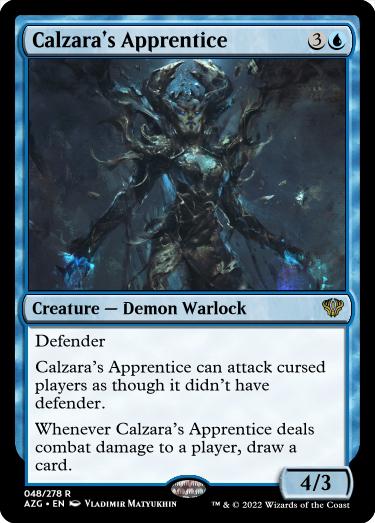 Calzara's Apprentice 3
Creature — Demon Warlock
Defender
Calzara's Apprentice can attack cursed
players as though it didn't have
defender.
Whenever Calzara's Apprentice deals
combat damage to a player, draw a
card.
4/3
048/278 R
AZG • EN Vladimir Matyukhin ™ & © 2022 Wizards of the Coast